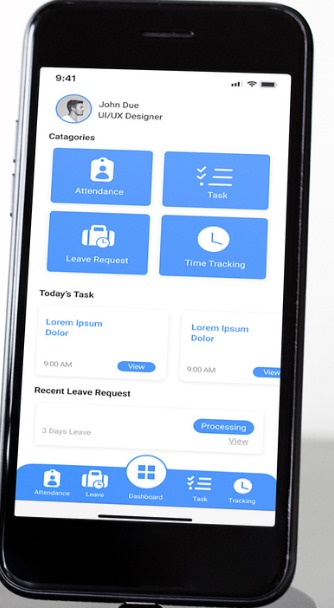 9:41
John Due
UI/UX Designer
Catagories
Attendance
Task
Leave Request
Time Tracking
Today's Task
Lorem Ipsum
Dolor
9:00 AM
View
Lorem Ipsum
Dolor
9:00 AM
View
Recent Leave Request
3 Days Leave
Processing
View
Attendance
Leave
Dashboard
Task
Tracking